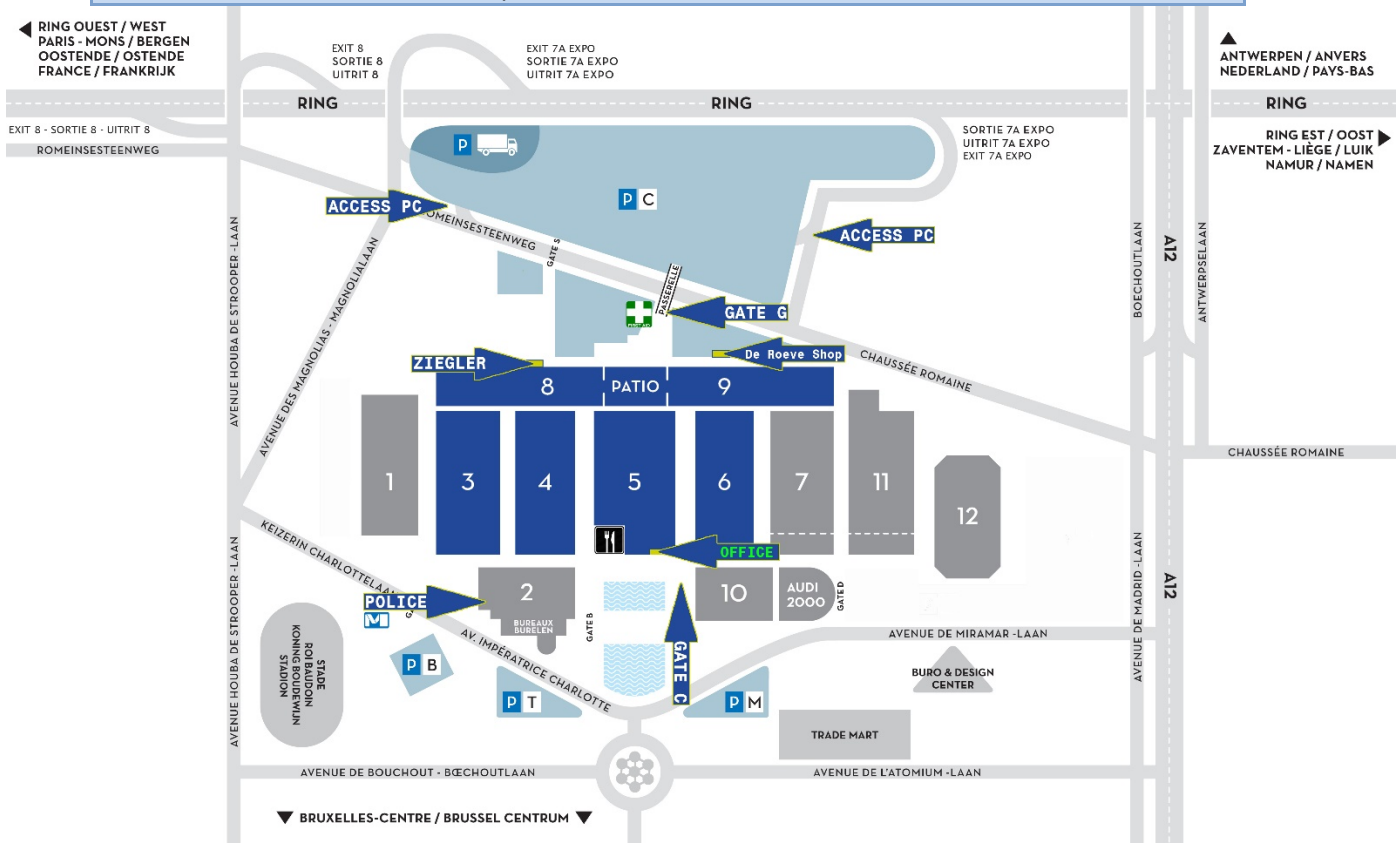 RING OUEST / WEST
PARIS - MONS / BERGEN
OOSTENDE / OSTENDE
FRANCE / FRANKRIJK
EXIT 8
SORTIE 8
UITRIT 8
EXIT 7A EXPO
SORTIE 7A EXPO
UITRIT 7A EXPO
ANTWERPEN / ANVERS
NEDERLAND / PAYS-BAS
RING
RING
RING
EXIT 8 - SORTIE 8 - UITRIT 8
ROMEINSESTEENWEG
SORTIE 7A EXPO
UITRIT 7A EXPO
EXIT 7A EXPO
RING EST / OOST
ZAVENTEM - LIÈGE / LUIK
NAMUR / NAMEN
P
P C
ACCESS PC
OMEINSESTEENWEG
ACCESS PC
GATE S
PASSERELLE
GATE G
AVENUE HOUBA DE STROOPER -LAAN
AVENUE DES MAGNOLIAS - MAGNOLIALAAN
BOECHOUTLAAN
A12
ANTWERPSELAAN
ZIEGLER
De Roeve Shop
CHAUSSÉE ROMAINE
8
PATIO
9
CHAUSSÉE ROMAINE
1
3
4
5
6
7
11
12
OFFICE
KEIZERIN CHARLOTTELAAN
POLICE
M
2
BUREAUX
BURELEN
GATE B
10
AUDI
2000
GATE D
GATE C
AVENUE HOUBA DE STROOPER -LAAN
STADE
ROI BAUDOIN
KONING BOUDEWIJN
STADION
P B
AV. IMPÉRATRICE CHARLOTTE
P T
P M
AVENUE DE MIRAMAR -LAAN
BURO & DESIGN
CENTER
TRADE MART
AVENUE DE MADRID -LAAN
A12
AVENUE DE BOUCHOUT - BŒCHOUTLAAN
AVENUE DE L'ATOMIUM -LAAN
BRUXELLES-CENTRE / BRUSSEL CENTRUM